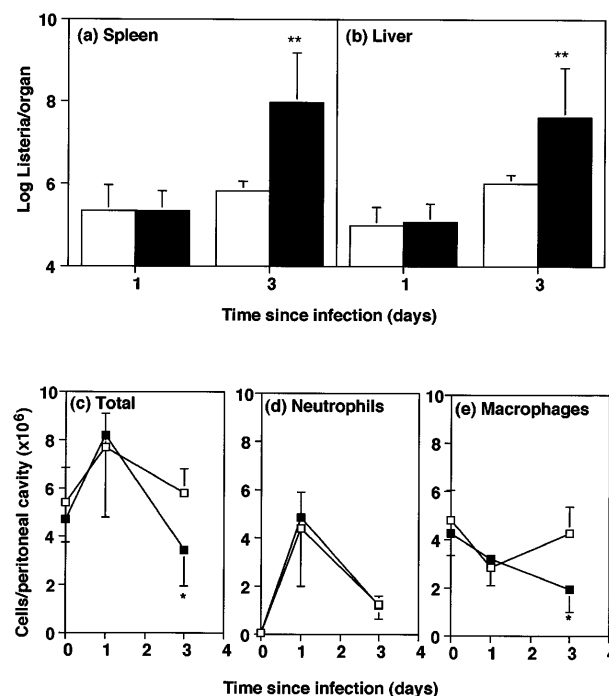 10
(a) Spleen
**
(b) Liver
**
8
Log Listeria/organ
6
4
1
3
1
3
Time since infection (days)
10
(c) Total
8
6
4
2
0
Cells/peritoneal cavity (x10⁶)
*
0 1 2 3 4
10
(d) Neutrophils
8
6
4
2
0
0 1 2 3 4
10
(e) Macrophages
8
6
4
2
0
*
0 1 2 3 4
Time since infection (days)